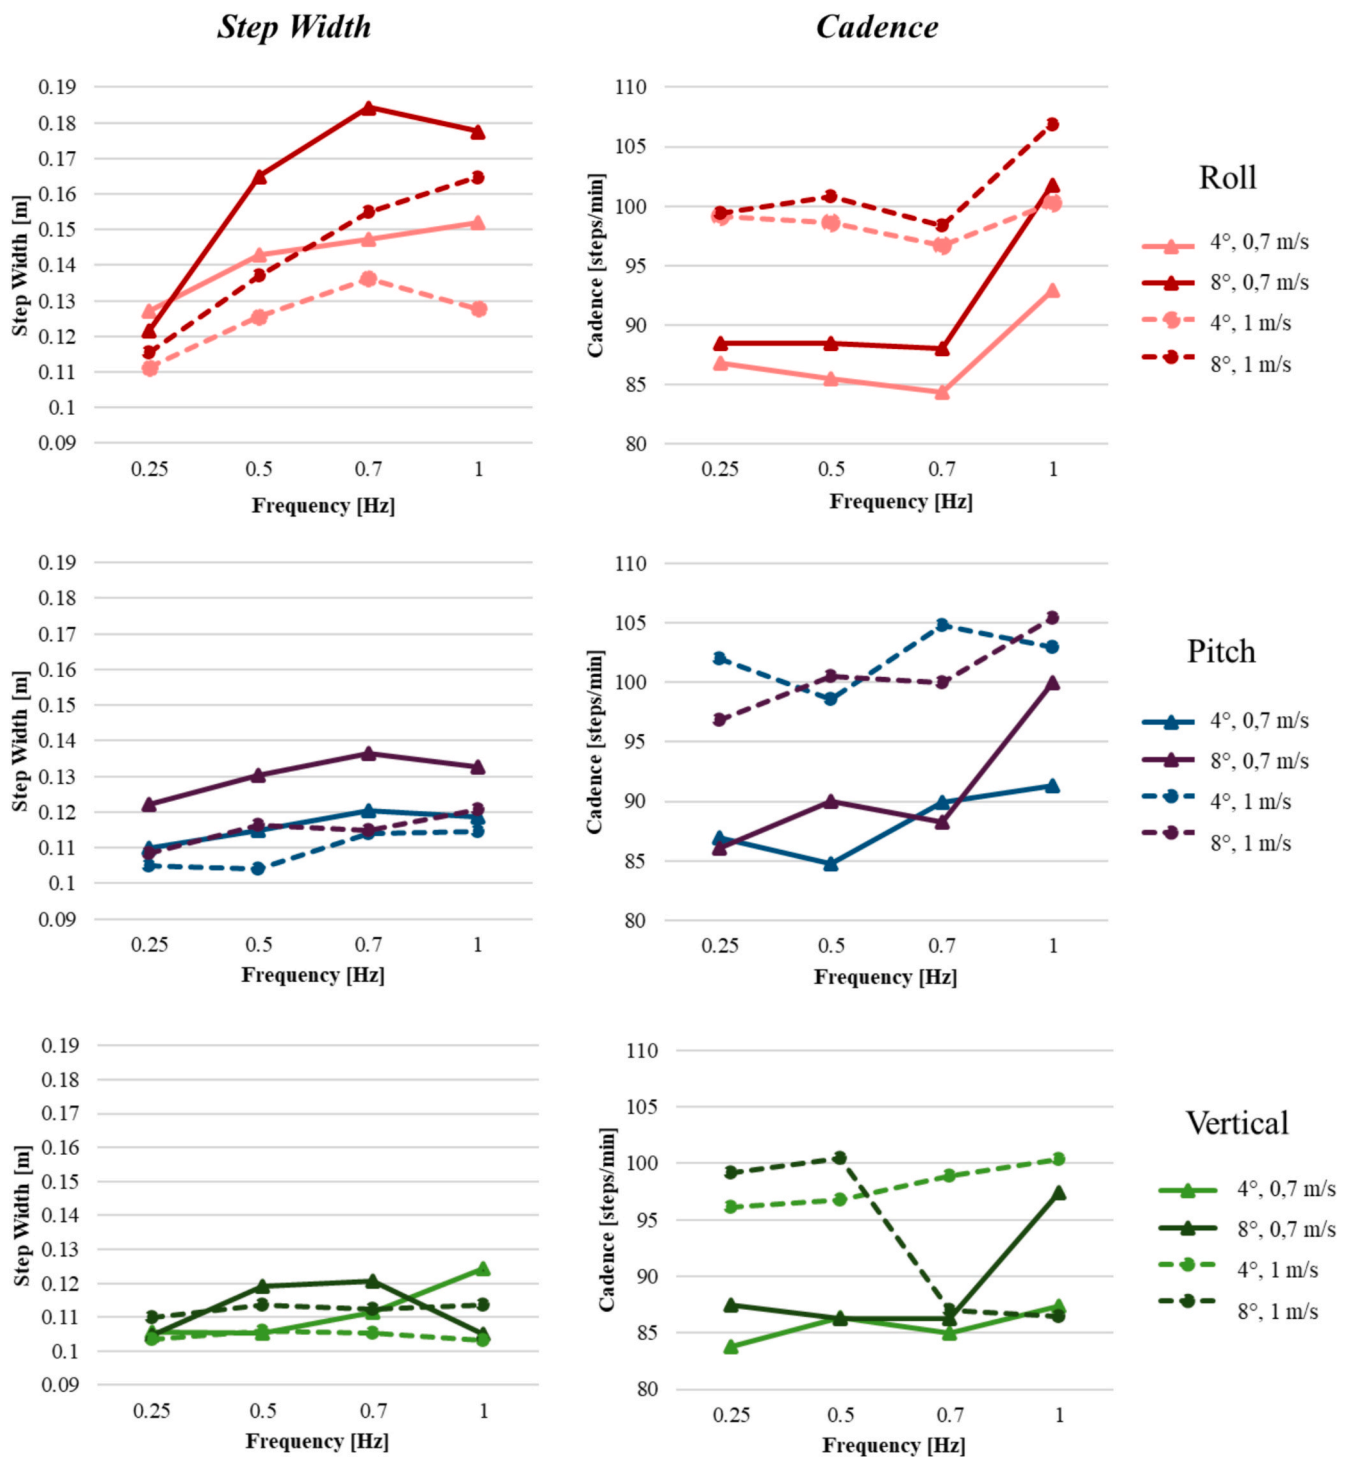 Step Width
Cadence
0.19
0.18
0.17
0.16
0.15
0.14
0.13
0.12
0.11
0.1
0.09
Step Width [m]
0.25 0.5 0.7 1
Frequency [Hz]
110
105
100
95
90
85
80
Cadence [steps/min]
0.25 0.5 0.7 1
Frequency [Hz]
Roll
4°, 0,7 m/s
8°, 0,7 m/s
4°, 1 m/s
8°, 1 m/s
0.19
0.18
0.17
0.16
0.15
0.14
0.13
0.12
0.11
0.1
0.09
Step Width [m]
0.25 0.5 0.7 1
Frequency [Hz]
110
105
100
95
90
85
80
Cadence [steps/min]
0.25 0.5 0.7 1
Frequency [Hz]
Pitch
4°, 0,7 m/s
8°, 0,7 m/s
4°, 1 m/s
8°, 1 m/s
0.19
0.18
0.17
0.16
0.15
0.14
0.13
0.12
0.11
0.1
0.09
Step Width [m]
0.25 0.5 0.7 1
Frequency [Hz]
110
105
100
95
90
85
80
Cadence [steps/min]
0.25 0.5 0.7 1
Frequency [Hz]
Vertical
4°, 0,7 m/s
8°, 0,7 m/s
4°, 1 m/s
8°, 1 m/s